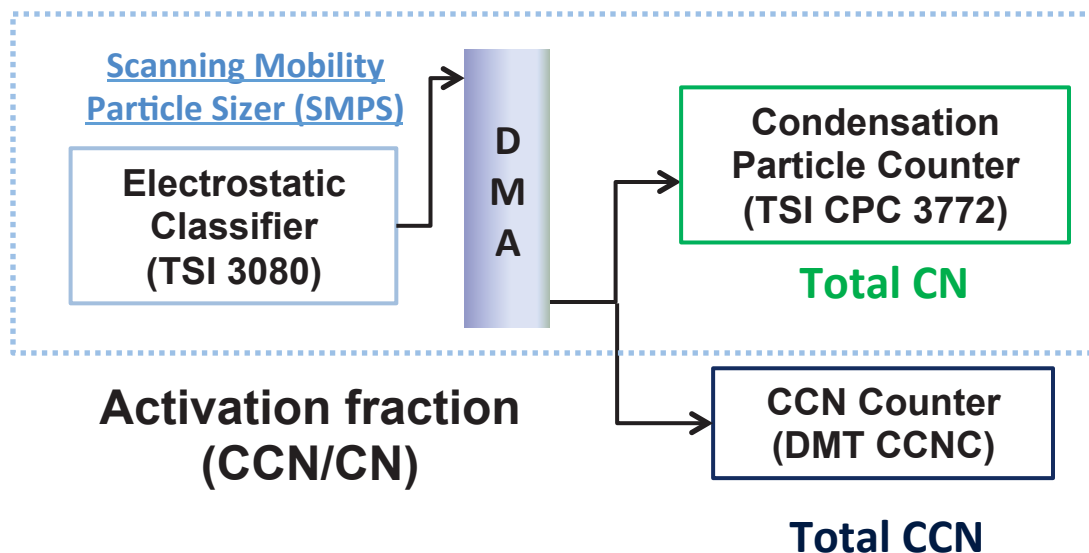 Scanning Mobility
Particle Sizer (SMPS)
Electrostatic
Classifier
(TSI 3080)
D
M
A
Condensation
Particle Counter
(TSI CPC 3772)
Total CN
Activation fraction
(CCN/CN)
CCN Counter
(DMT CCNC)
Total CCN